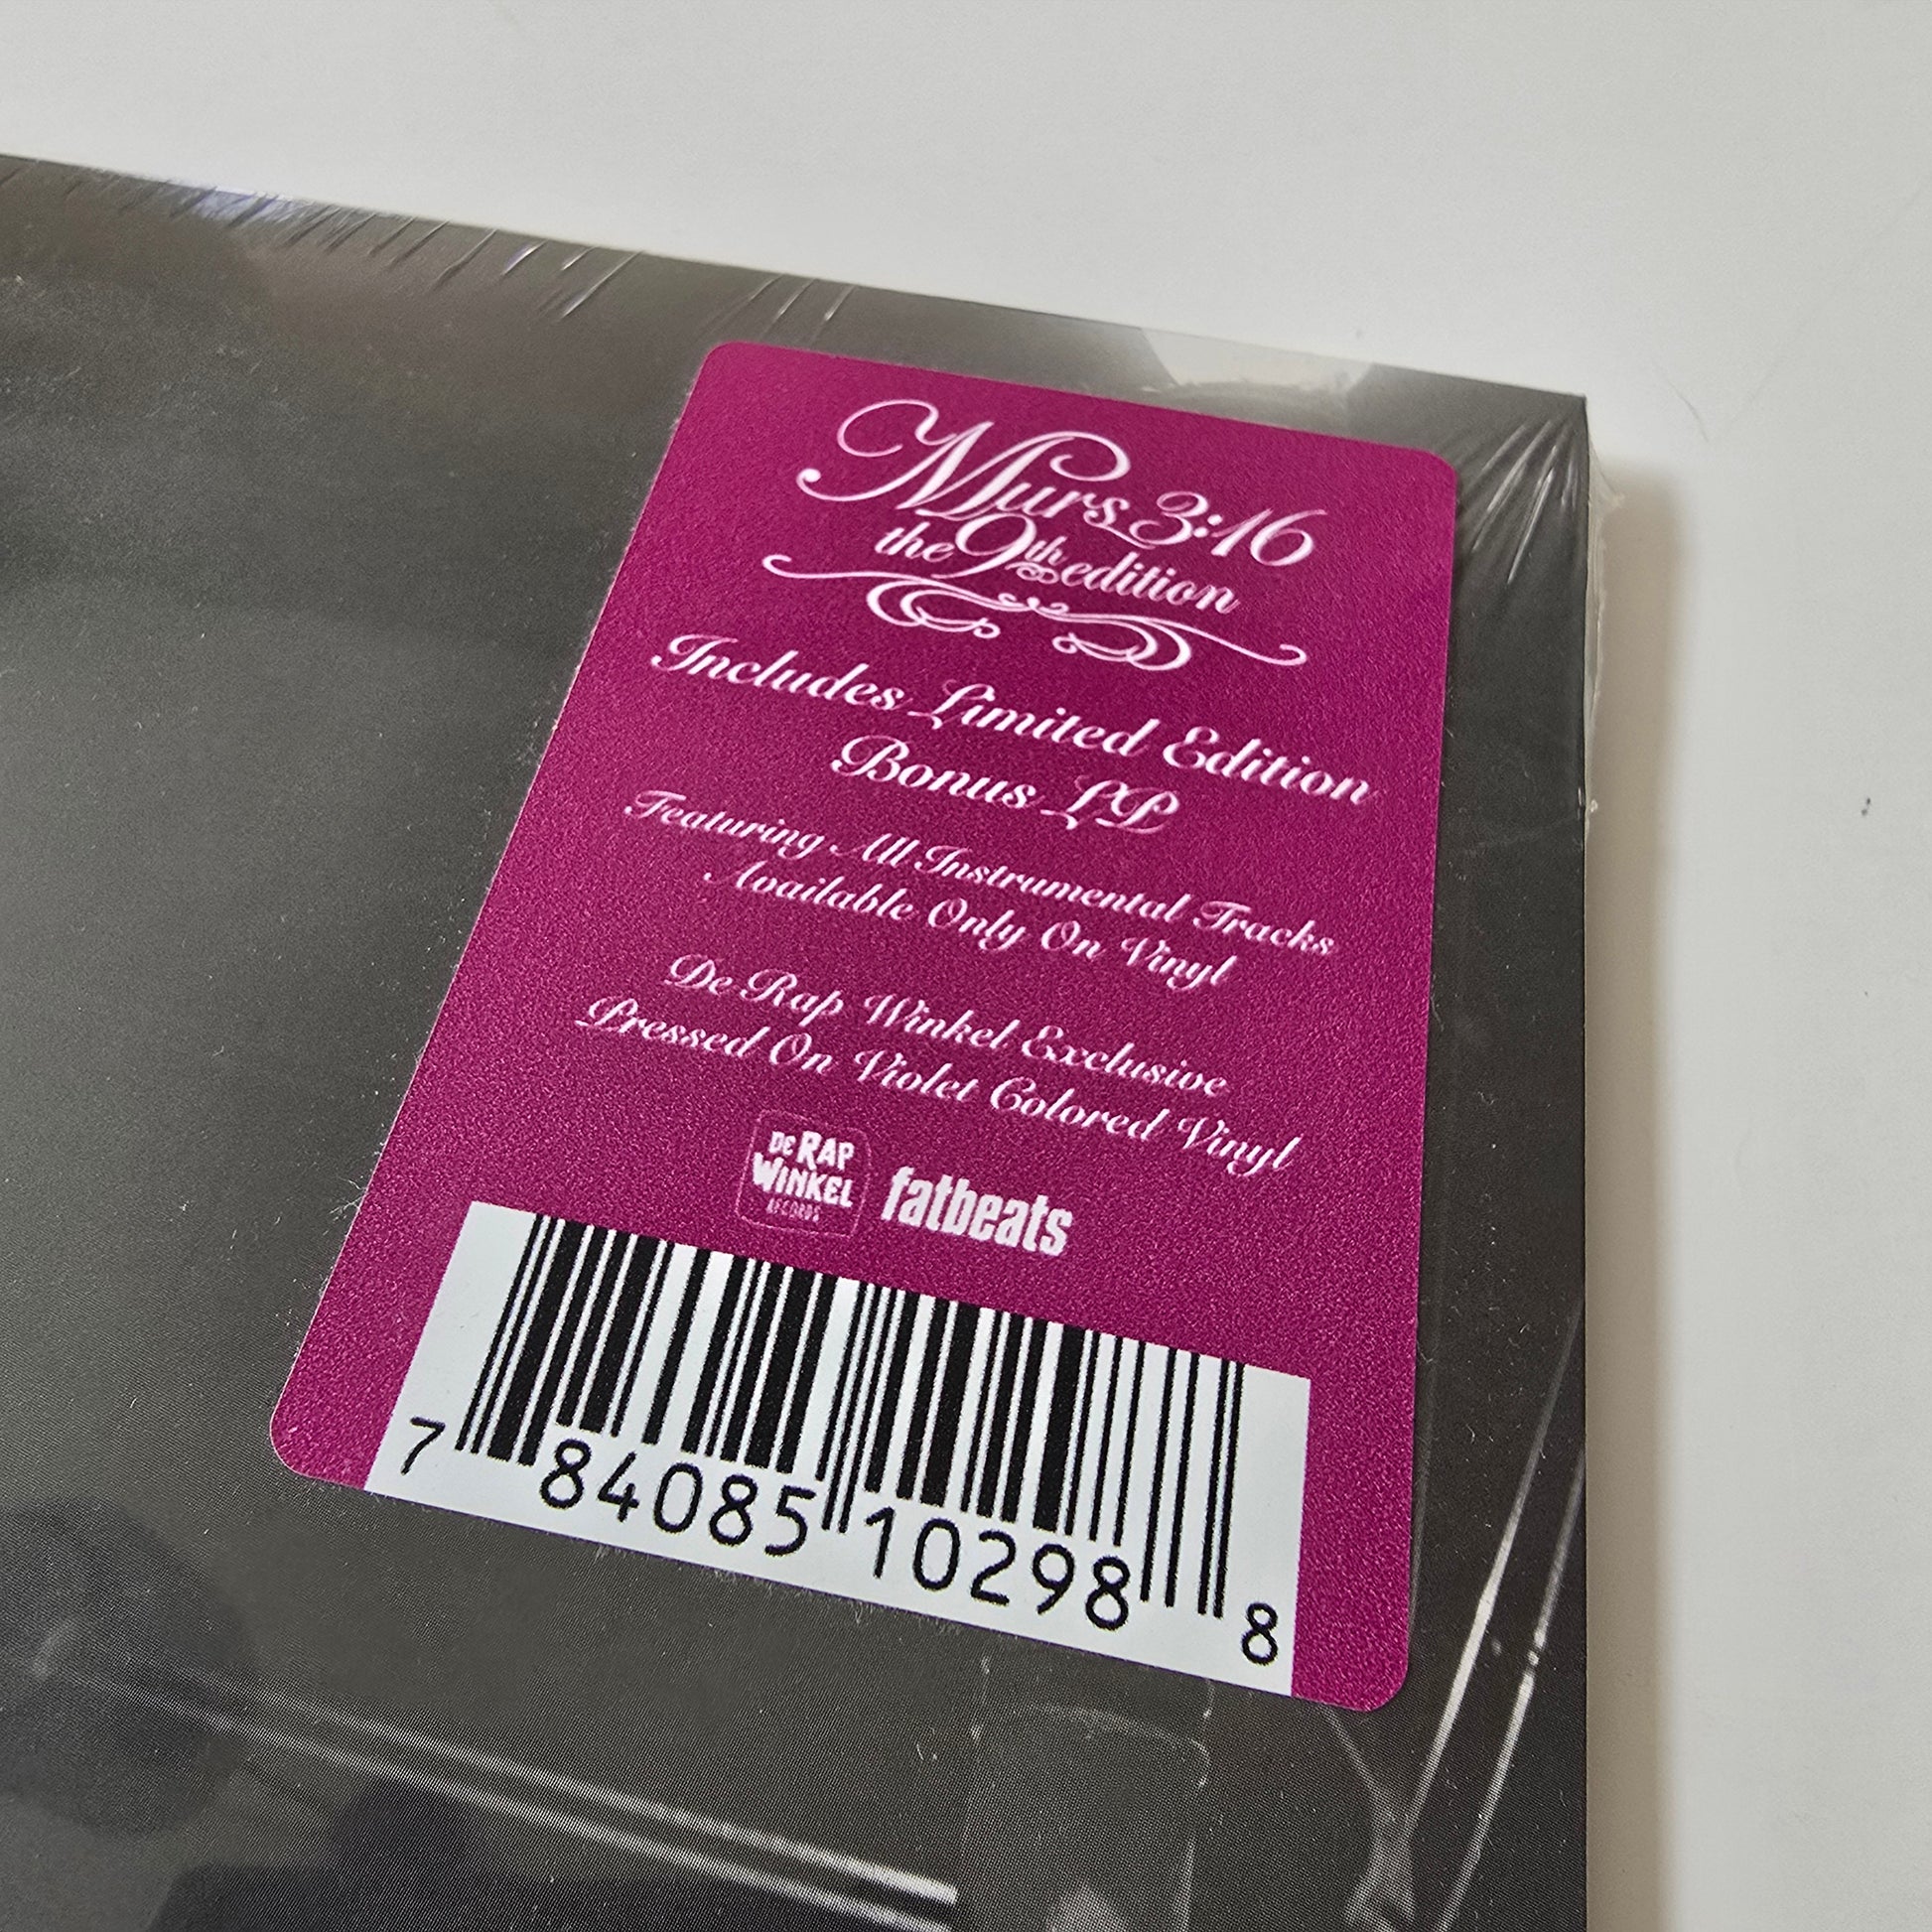 Murs 3:16
the 9th edition
Includes Limited Edition
Bonus LP
Featuring All Instrumental Tracks
Available Only On Vinyl
De Rap Winkel Exclusive
Pressed On Violet Colored Vinyl
De Rap
Winkel
Records
fatbeats
7 84085 10298 8